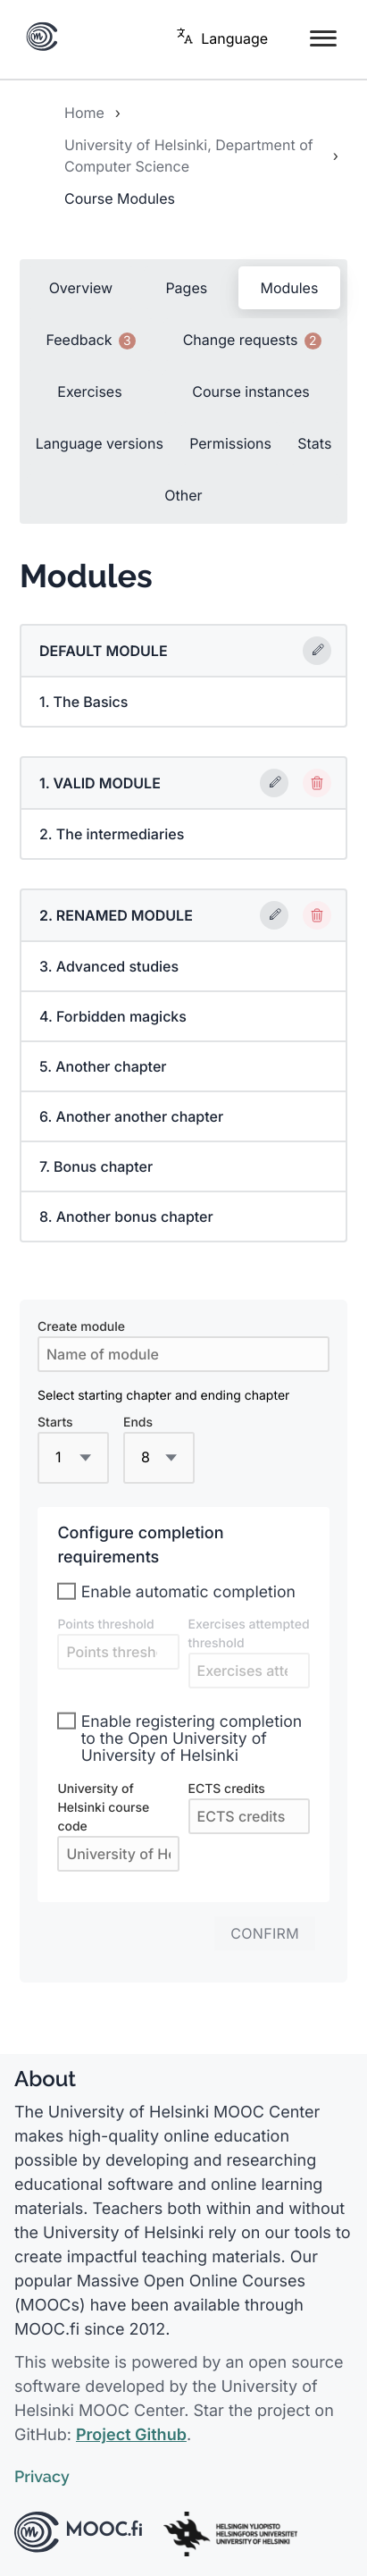 Language
Home ›
University of Helsinki, Department of
Computer Science ›
Course Modules
Overview Pages Modules
Feedback 3 Change requests 2
Exercises Course instances
Language versions Permissions Stats
Other
Modules
DEFAULT MODULE
1. The Basics
1. VALID MODULE
2. The intermediaries
2. RENAMED MODULE
3. Advanced studies
4. Forbidden magicks
5. Another chapter
6. Another another chapter
7. Bonus chapter
8. Another bonus chapter
Create module
Name of module
Select starting chapter and ending chapter
Starts Ends
1 8
Configure completion
requirements
Enable automatic completion
Points threshold
Points thresh
Exercises attempted
threshold
Exercises atte
Enable registering completion
to the Open University of
University of Helsinki
University of
Helsinki course
code
University of He
ECTS credits
ECTS credits
CONFIRM
About
The University of Helsinki MOOC Center
makes high-quality online education
possible by developing and researching
educational software and online learning
materials. Teachers both within and without
the University of Helsinki rely on our tools to
create impactful teaching materials. Our
popular Massive Open Online Courses
(MOOCs) have been available through
MOOC.fi since 2012.
This website is powered by an open source
software developed by the University of
Helsinki MOOC Center. Star the project on
GitHub: Project Github.
Privacy
MOOC.fi
HELSINGIN YLIOPISTO
HELSINGFORS UNIVERSITET
UNIVERSITY OF HELSINKI